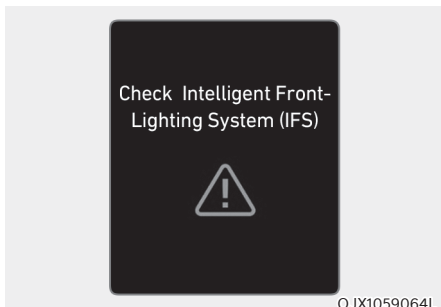 Check Intelligent Front-
Lighting System (IFS)
OJX1059064L